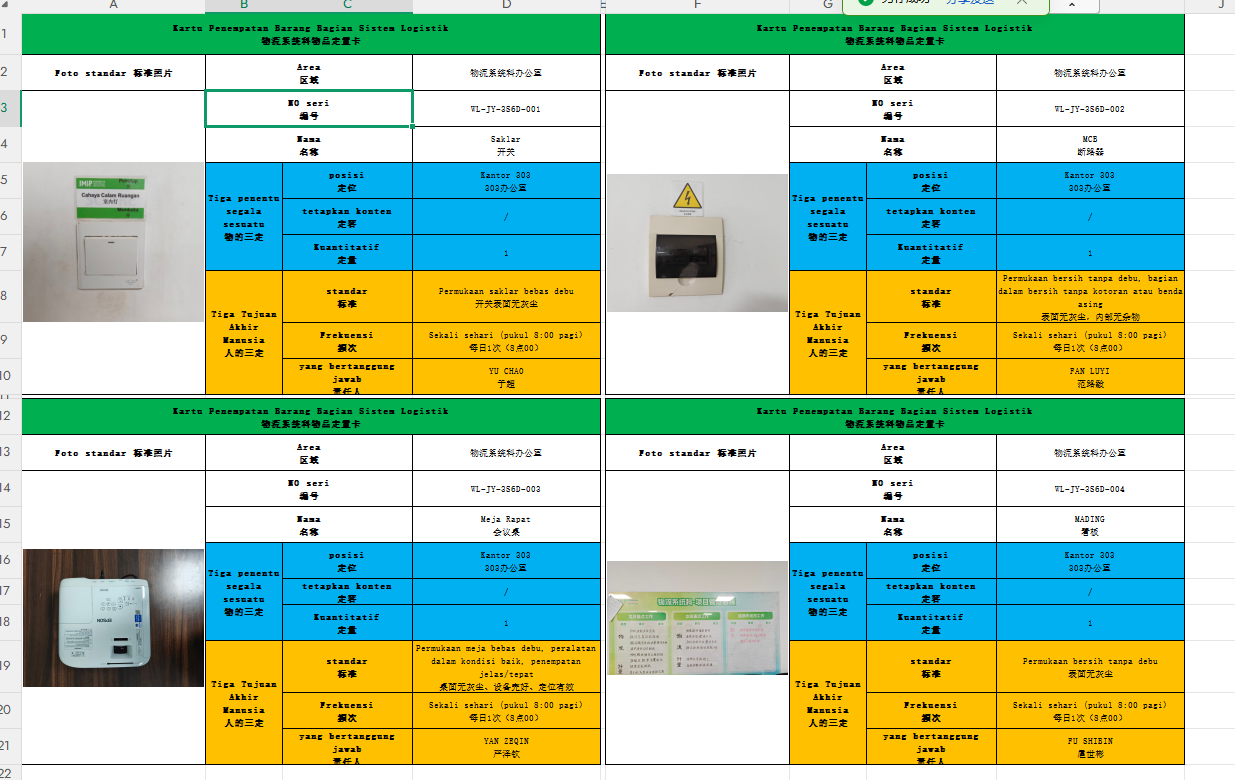 A B C D E F G J
Kartu Penempatan Barang Bagian Sistem Logistik
物流系统科物品定置卡
Foto standar 标准照片
Area
区域
物流系统科办公室
NO seri
编号
WL-JY-3S6D-001
Nama
名称
Saklar
开关
IMIP
Cahaya Calam Ruangan
室内灯
Tiga penentu
segala
sesuatu
物的三定
posisi
定位
Kantor 303
303办公室
tetapkan konten
定容
/
Kuantitatif
定量
1
Tiga Tujuan
Akhir
Manusia
人的三定
standar
标准
Permukaan saklar bebas debu
开关表面无灰尘
Frekuensi
频次
Sekali sehari (pukul 8:00 pagi)
每日1次（8点00）
yang bertanggung
jawab
责任人
YU CHAO
于超
Kartu Penempatan Barang Bagian Sistem Logistik
物流系统科物品定置卡
Foto standar 标准照片
Area
区域
物流系统科办公室
NO seri
编号
WL-JY-3S6D-002
Nama
名称
MCB
断路器
Tiga penentu
segala
sesuatu
物的三定
posisi
定位
Kantor 303
303办公室
tetapkan konten
定容
/
Kuantitatif
定量
1
Tiga Tujuan
Akhir
Manusia
人的三定
standar
标准
Permukaan bersih tanpa debu, bagian
dalam bersih tanpa kotoran atau benda
asing
表面无灰尘，内部无杂物
Frekuensi
频次
Sekali sehari (pukul 8:00 pagi)
每日1次（8点00）
yang bertanggung
jawab
责任人
FAN LUYI
Kartu Penempatan Barang Bagian Sistem Logistik
物流系统科物品定置卡
Foto standar 标准照片
Area
区域
物流系统科办公室
NO seri
编号
WL-JY-3S6D-003
Nama
名称
Meja Rapat
会议桌
EPSON
Tiga penentu
segala
sesuatu
物的三定
posisi
定位
Kantor 303
303办公室
tetapkan konten
定容
/
Kuantitatif
定量
1
Tiga Tujuan
Akhir
Manusia
人的三定
standar
标准
Permukaan meja bebas debu, peralatan
dalam kondisi baik, penempatan
jelas/tepat
桌面无灰尘、设备完好、定位有效
Frekuensi
频次
Sekali sehari (pukul 8:00 pagi)
每日1次（8点00）
yang bertanggung
jawab
责任人
YAN ZEQIN
严泽钦
Kartu Penempatan Barang Bagian Sistem Logistik
物流系统科物品定置卡
Foto standar 标准照片
Area
区域
物流系统科办公室
NO seri
编号
WL-JY-3S6D-004
Nama
名称
MADING
看板
Tiga penentu
segala
sesuatu
物的三定
posisi
定位
Kantor 303
303办公室
tetapkan konten
定容
/
Kuantitatif
定量
1
Tiga Tujuan
Akhir
Manusia
人的三定
standar
标准
Permukaan bersih tanpa debu
表面无灰尘
Frekuensi
频次
Sekali sehari (pukul 8:00 pagi)
每日1次（8点00）
yang bertanggung
jawab
责任人
FU SHIBIN